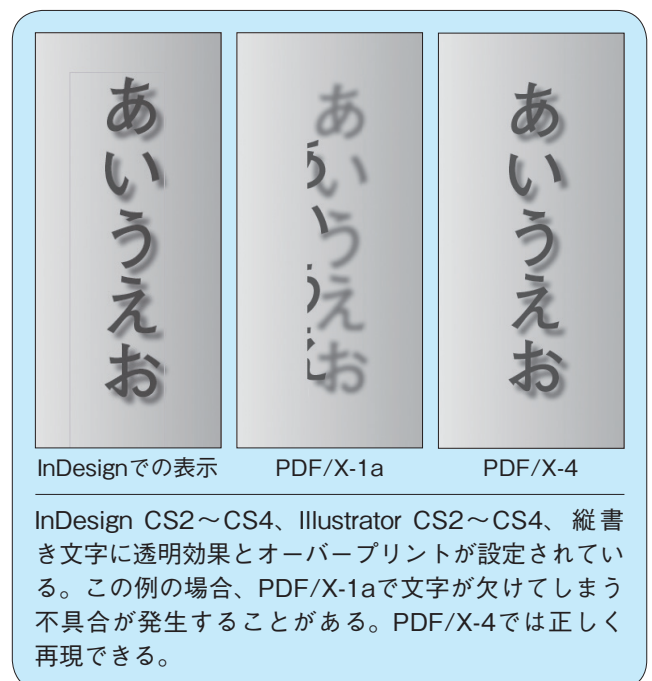 あいうえお
あいうえお
あいうえお
InDesignでの表示
PDF/X-1a
PDF/X-4
InDesign CS2～CS4、Illustrator CS2～CS4、縦書
き文字に透明効果とオーバープリントが設定されてい
る。この例の場合、PDF/X-1aで文字が欠けてしまう
不具合が発生することがある。PDF/X-4では正しく
再現できる。